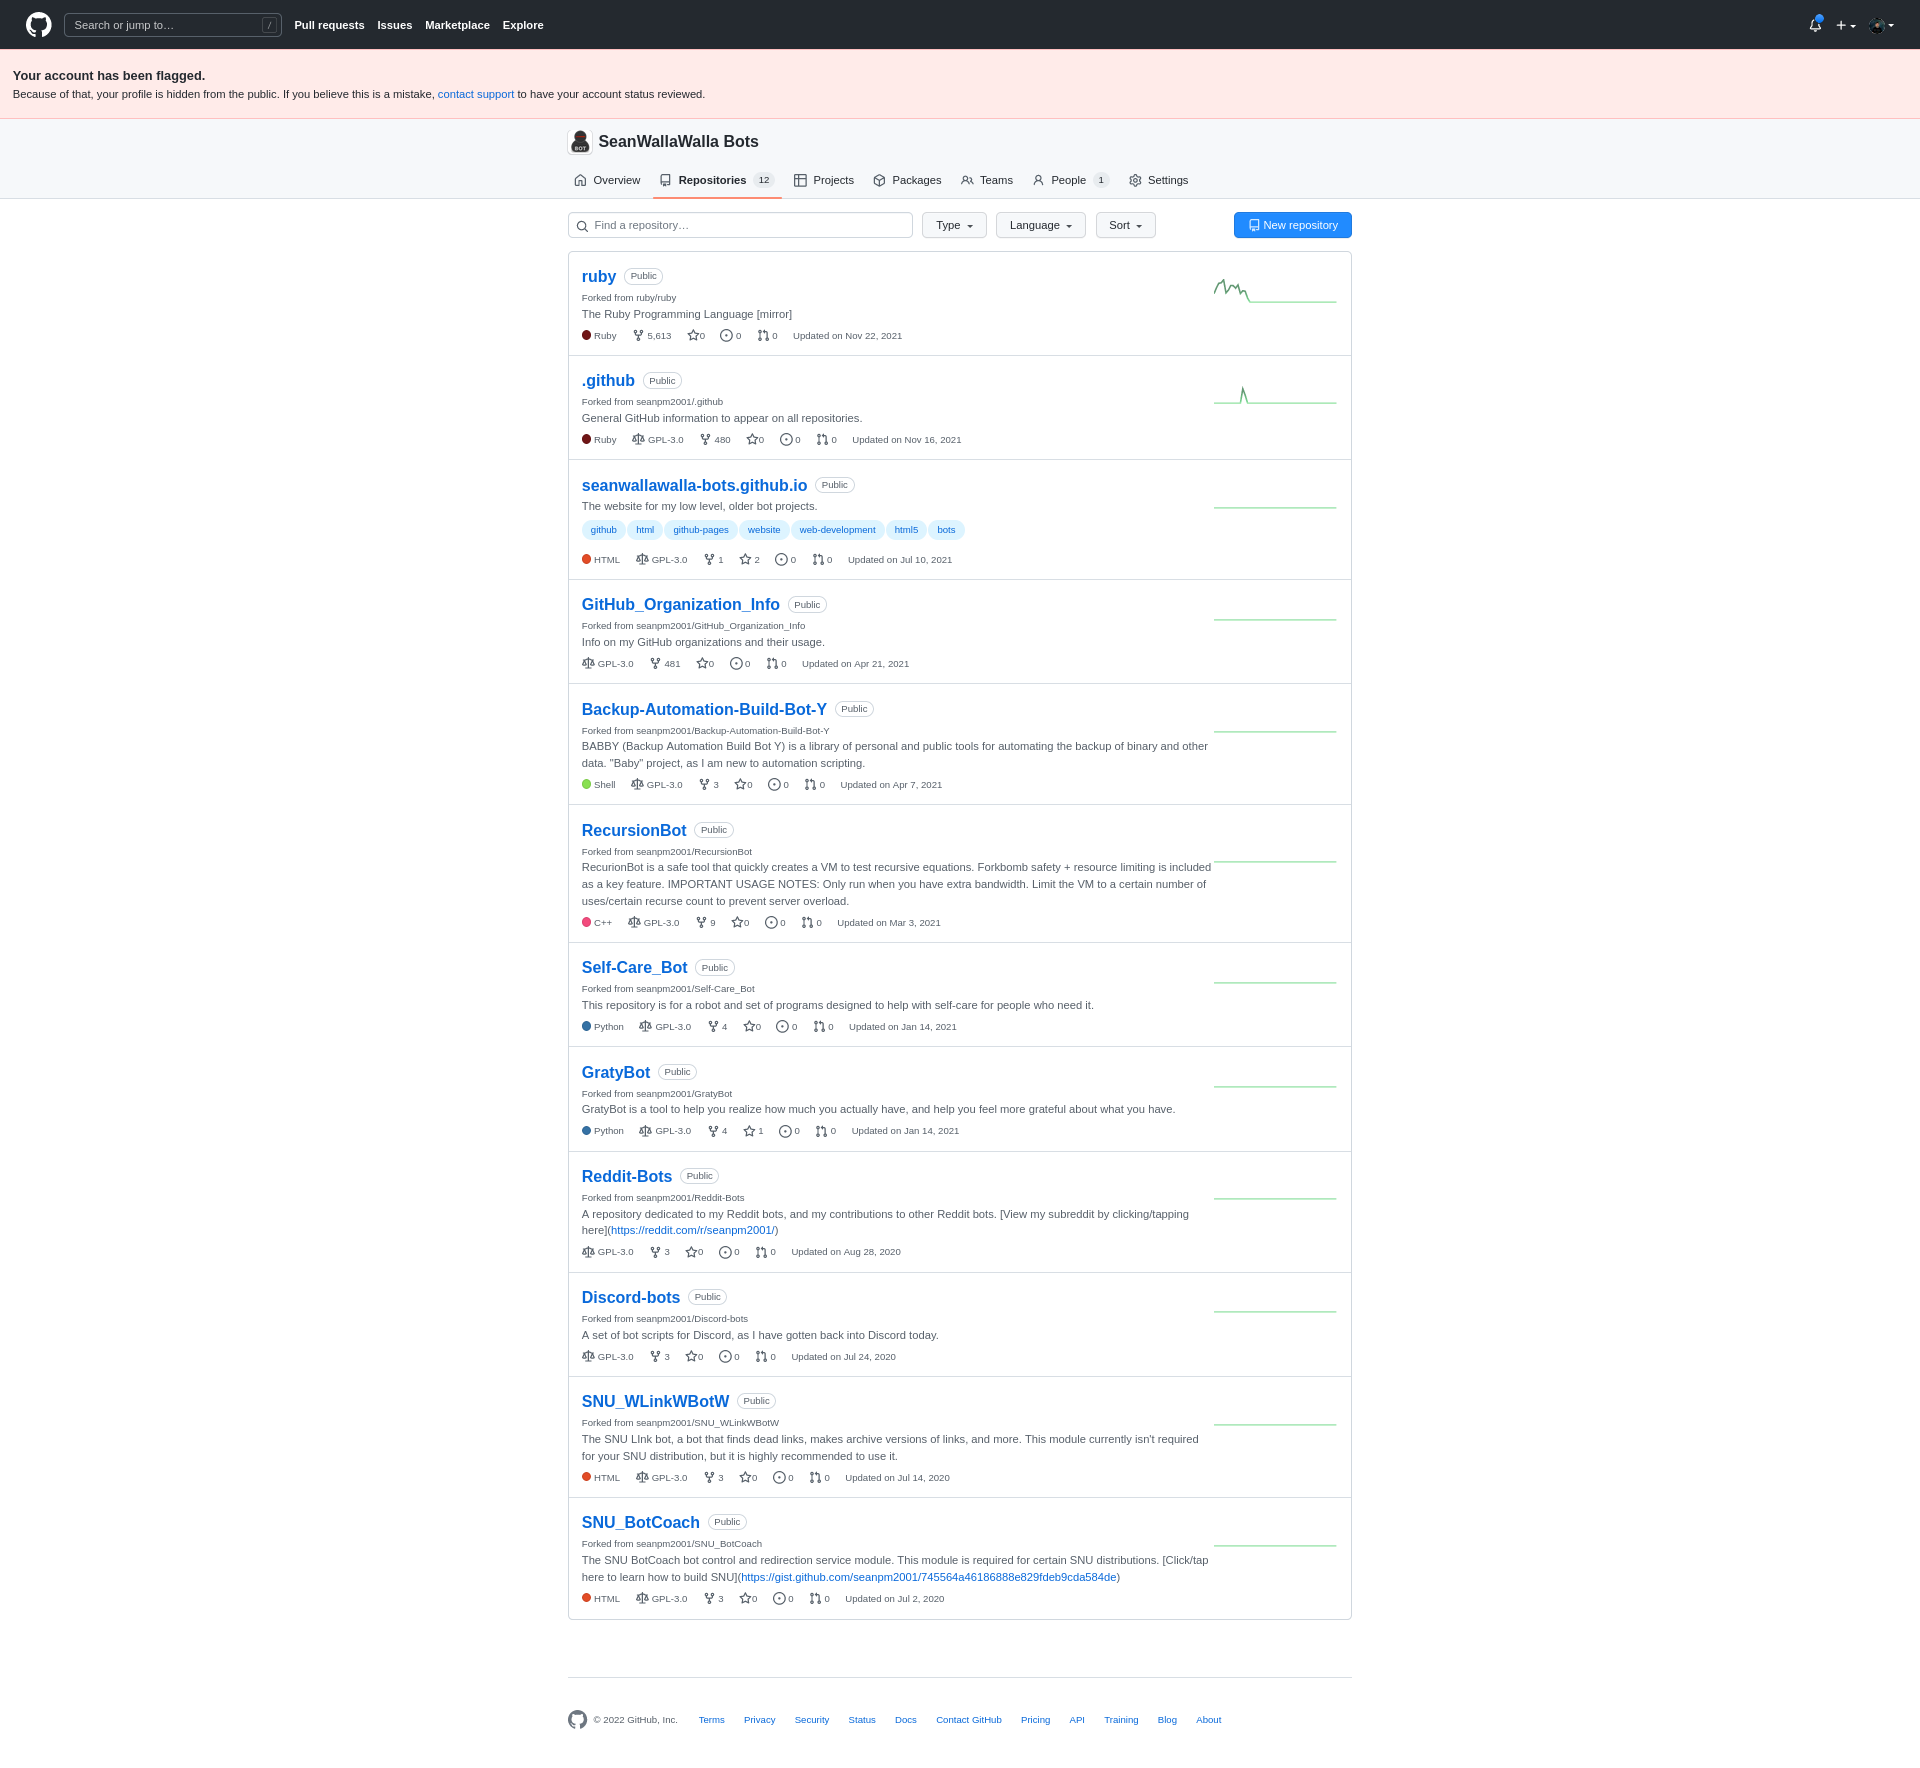 Search or jump to… / Pull requests Issues Marketplace Explore
Your account has been flagged.
Because of that, your profile is hidden from the public. If you believe this is a mistake, contact support to have your account status reviewed.
BOT SeanWallaWalla Bots
Overview Repositories 12 Projects Packages Teams People 1 Settings
Find a repository… Type Language Sort New repository
ruby Public
Forked from ruby/ruby
The Ruby Programming Language [mirror]
Ruby 5,613 0 0 0 Updated on Nov 22, 2021
.github Public
Forked from seanpm2001/.github
General GitHub information to appear on all repositories.
Ruby GPL-3.0 480 0 0 0 Updated on Nov 16, 2021
seanwallawalla-bots.github.io Public
The website for my low level, older bot projects.
github html github-pages website web-development html5 bots
HTML GPL-3.0 1 2 0 0 Updated on Jul 10, 2021
GitHub_Organization_Info Public
Forked from seanpm2001/GitHub_Organization_Info
Info on my GitHub organizations and their usage.
GPL-3.0 481 0 0 0 Updated on Apr 21, 2021
Backup-Automation-Build-Bot-Y Public
Forked from seanpm2001/Backup-Automation-Build-Bot-Y
BABBY (Backup Automation Build Bot Y) is a library of personal and public tools for automating the backup of binary and other
data. "Baby" project, as I am new to automation scripting.
Shell GPL-3.0 3 0 0 0 Updated on Apr 7, 2021
RecursionBot Public
Forked from seanpm2001/RecursionBot
RecurionBot is a safe tool that quickly creates a VM to test recursive equations. Forkbomb safety + resource limiting is included
as a key feature. IMPORTANT USAGE NOTES: Only run when you have extra bandwidth. Limit the VM to a certain number of
uses/certain recurse count to prevent server overload.
C++ GPL-3.0 9 0 0 0 Updated on Mar 3, 2021
Self-Care_Bot Public
Forked from seanpm2001/Self-Care_Bot
This repository is for a robot and set of programs designed to help with self-care for people who need it.
Python GPL-3.0 4 0 0 0 Updated on Jan 14, 2021
GratyBot Public
Forked from seanpm2001/GratyBot
GratyBot is a tool to help you realize how much you actually have, and help you feel more grateful about what you have.
Python GPL-3.0 4 1 0 0 Updated on Jan 14, 2021
Reddit-Bots Public
Forked from seanpm2001/Reddit-Bots
A repository dedicated to my Reddit bots, and my contributions to other Reddit bots. [View my subreddit by clicking/tapping
here](https://reddit.com/r/seanpm2001/)
GPL-3.0 3 0 0 0 Updated on Aug 28, 2020
Discord-bots Public
Forked from seanpm2001/Discord-bots
A set of bot scripts for Discord, as I have gotten back into Discord today.
GPL-3.0 3 0 0 0 Updated on Jul 24, 2020
SNU_WLinkWBotW Public
Forked from seanpm2001/SNU_WLinkWBotW
The SNU LInk bot, a bot that finds dead links, makes archive versions of links, and more. This module currently isn't required
for your SNU distribution, but it is highly recommended to use it.
HTML GPL-3.0 3 0 0 0 Updated on Jul 14, 2020
SNU_BotCoach Public
Forked from seanpm2001/SNU_BotCoach
The SNU BotCoach bot control and redirection service module. This module is required for certain SNU distributions. [Click/tap
here to learn how to build SNU](https://gist.github.com/seanpm2001/745564a46186888e829fdeb9cda584de)
HTML GPL-3.0 3 0 0 0 Updated on Jul 2, 2020
© 2022 GitHub, Inc. Terms Privacy Security Status Docs Contact GitHub Pricing API Training Blog About